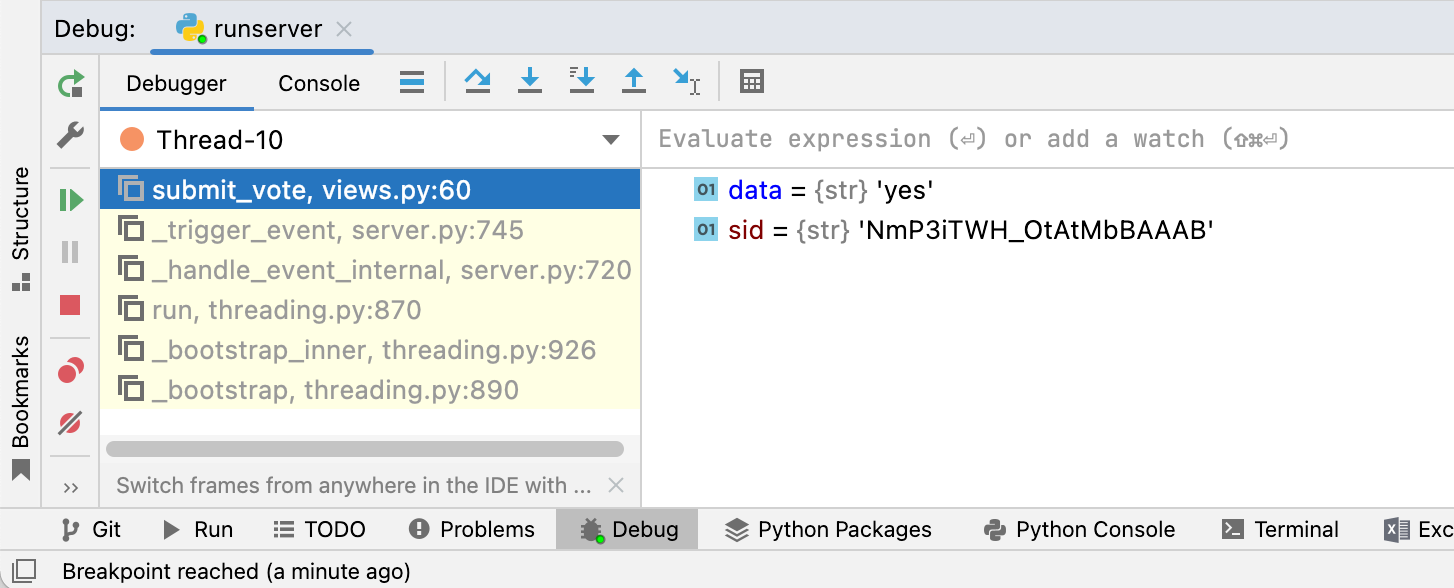 Debug: runserver
Debugger Console
Thread-10
Evaluate expression (⏎) or add a watch (⇧⌘⏎)
submit_vote, views.py:60
_trigger_event, server.py:745
_handle_event_internal, server.py:720
run, threading.py:870
_bootstrap_inner, threading.py:926
_bootstrap, threading.py:890
01 data = {str} 'yes'
01 sid = {str} 'NmP3iTWH_OtAtMbBAAAB'
Structure
Bookmarks
Switch frames from anywhere in the IDE with ...
Git Run TODO Problems Debug Python Packages Python Console Terminal Exc
Breakpoint reached (a minute ago)